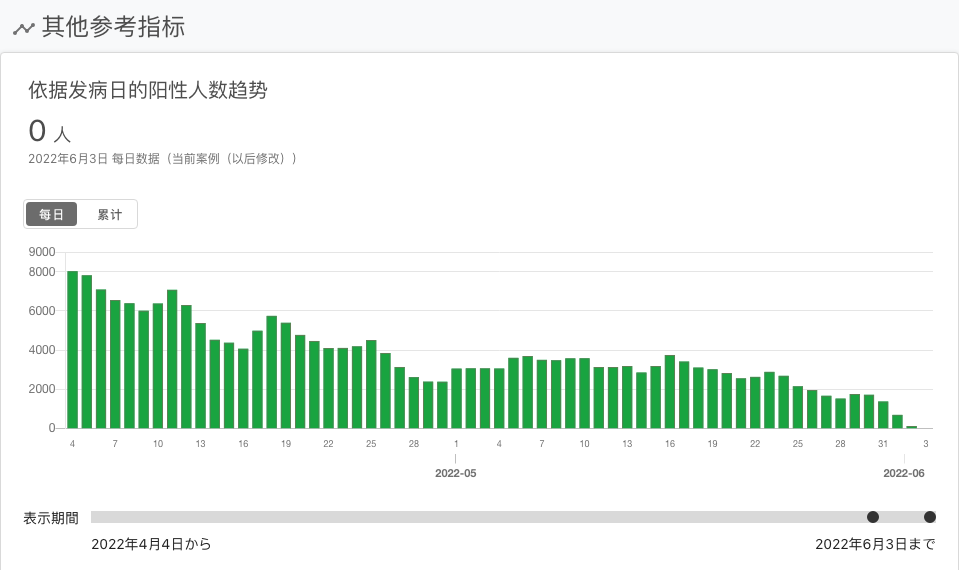 其他参考指标
依据发病日的阳性人数趋势
0 人
2022年6月3日 每日数据（当前案例（以后修改））
每日 累计
9000
8000
6000
4000
2000
0
4 7 10 13 16 19 22 25 28 1 4 7 10 13 16 19 22 25 28 31 3
2022-05 2022-06
表示期間
2022年4月4日から 2022年6月3日まで